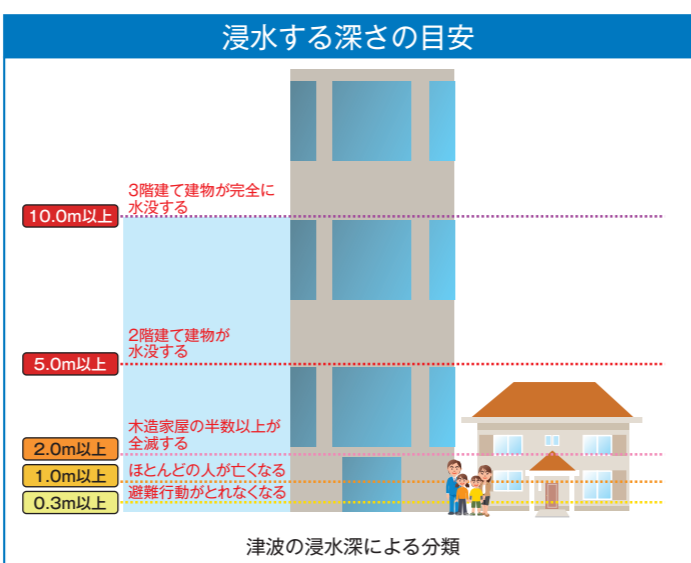 浸水する深さの目安
3階建て建物が完全に
水没する
10.0m以上
2階建て建物が
水没する
5.0m以上
木造家屋の半数以上が
全滅する
2.0m以上
ほとんどの人が亡くなる
1.0m以上
避難行動がとれなくなる
0.3m以上
津波の浸水深による分類